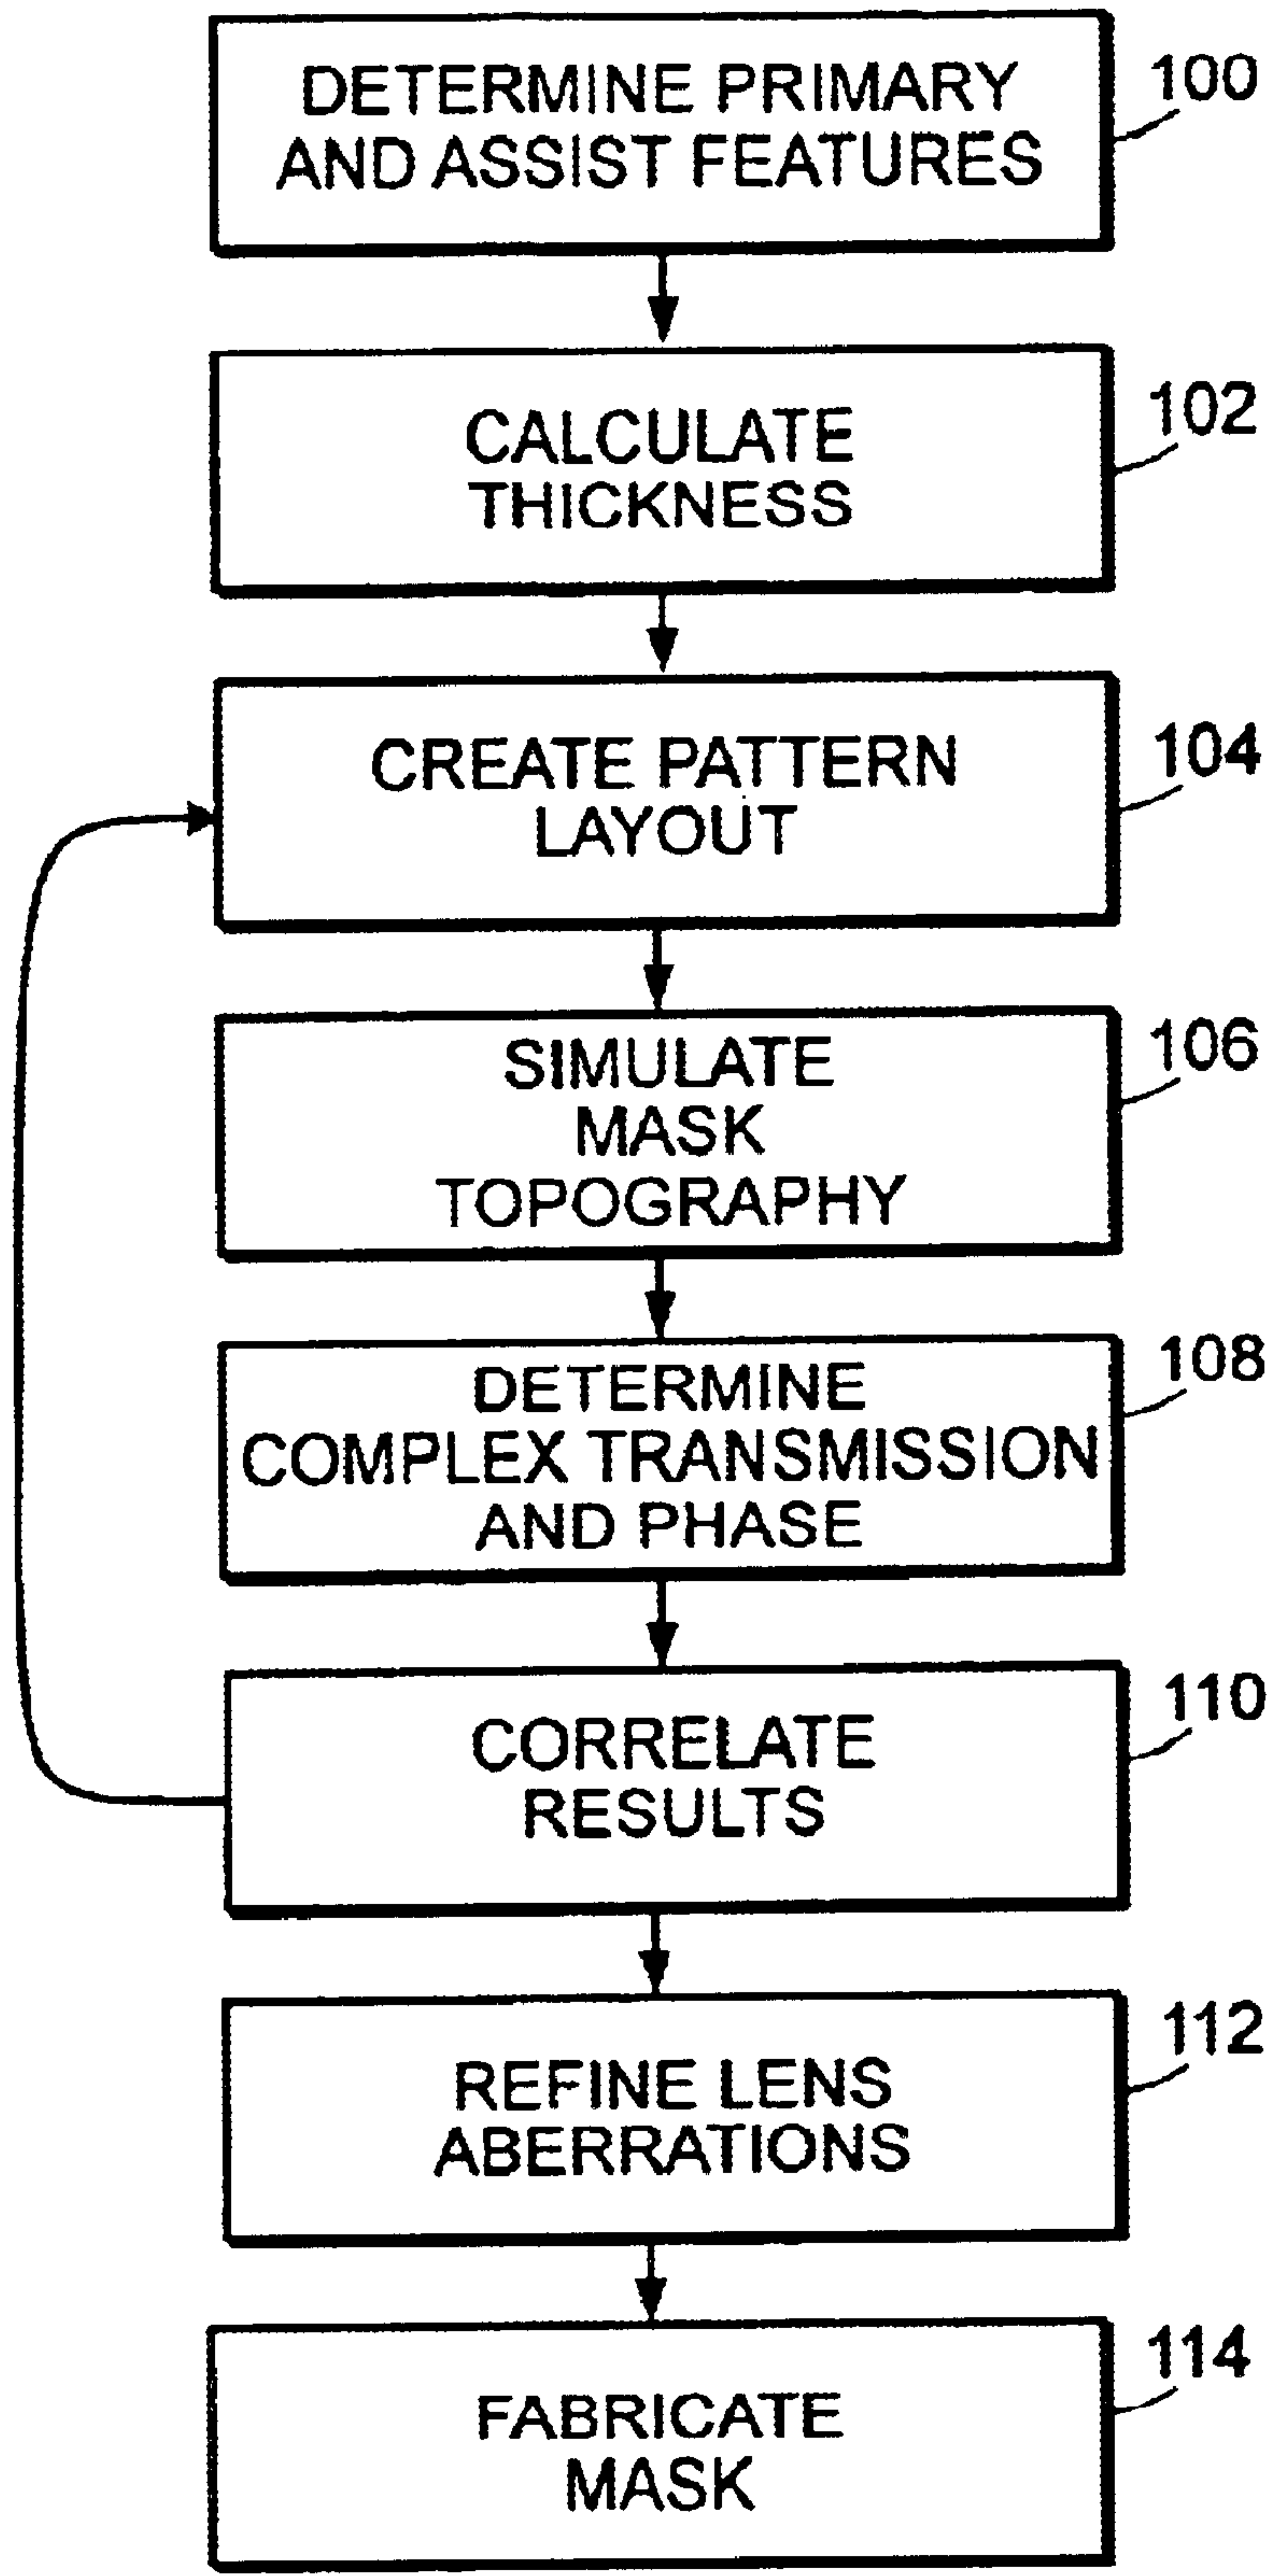 DETERMINE PRIMARY
AND ASSIST FEATURES
100
CALCULATE
THICKNESS
102
CREATE PATTERN
LAYOUT
104
SIMULATE
MASK
TOPOGRAPHY
106
DETERMINE
COMPLEX TRANSMISSION
AND PHASE
108
CORRELATE
RESULTS
110
REFINE LENS
ABERRATIONS
112
FABRICATE
MASK
114